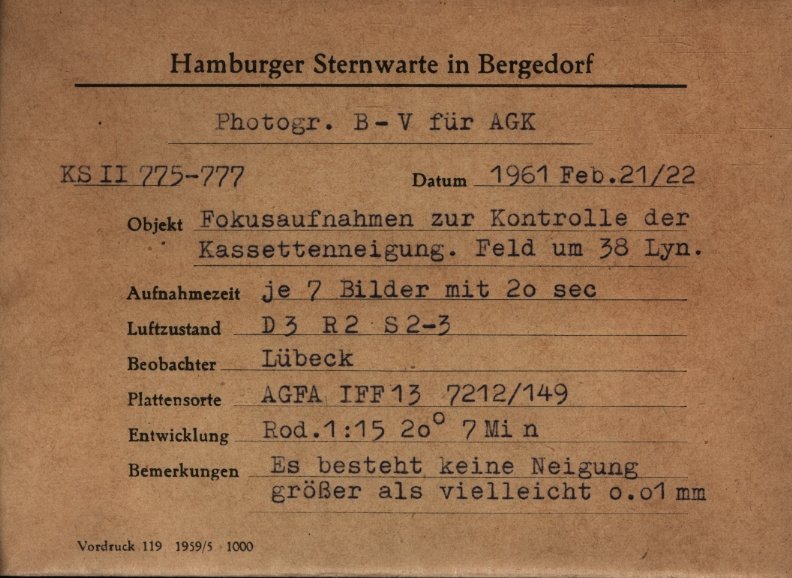 Hamburger Sternwarte in Bergedorf
Photogr. B-V für AGK
KS II 775-777 Datum 1961 Feb.21/22
Objekt Fokusaufnahmen zur Kontrolle der
Kassettenneigung. Feld um 38 Lyn.
Aufnahmezeit je 7 Bilder mit 2o sec
Luftzustand D 3 R 2 S 2-3
Beobachter Lübeck
Plattensorte AGFA IFF 13 7212/149
Entwicklung Rod.1:15 2o° 7 Min
Bemerkungen Es besteht keine Neigung
größer als vielleicht o.o1 mm
Vordruck 119 1959/5 1000